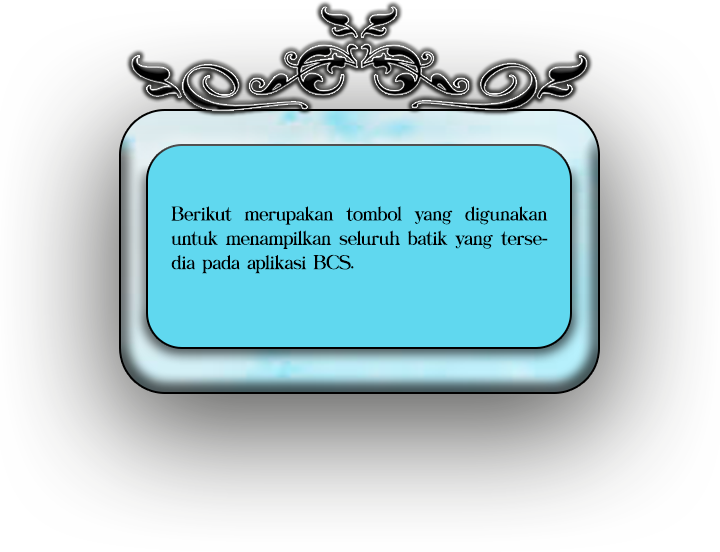 Berikut merupakan tombol yang digunakan
untuk menampilkan seluruh batik yang terse-
dia pada aplikasi BCS.